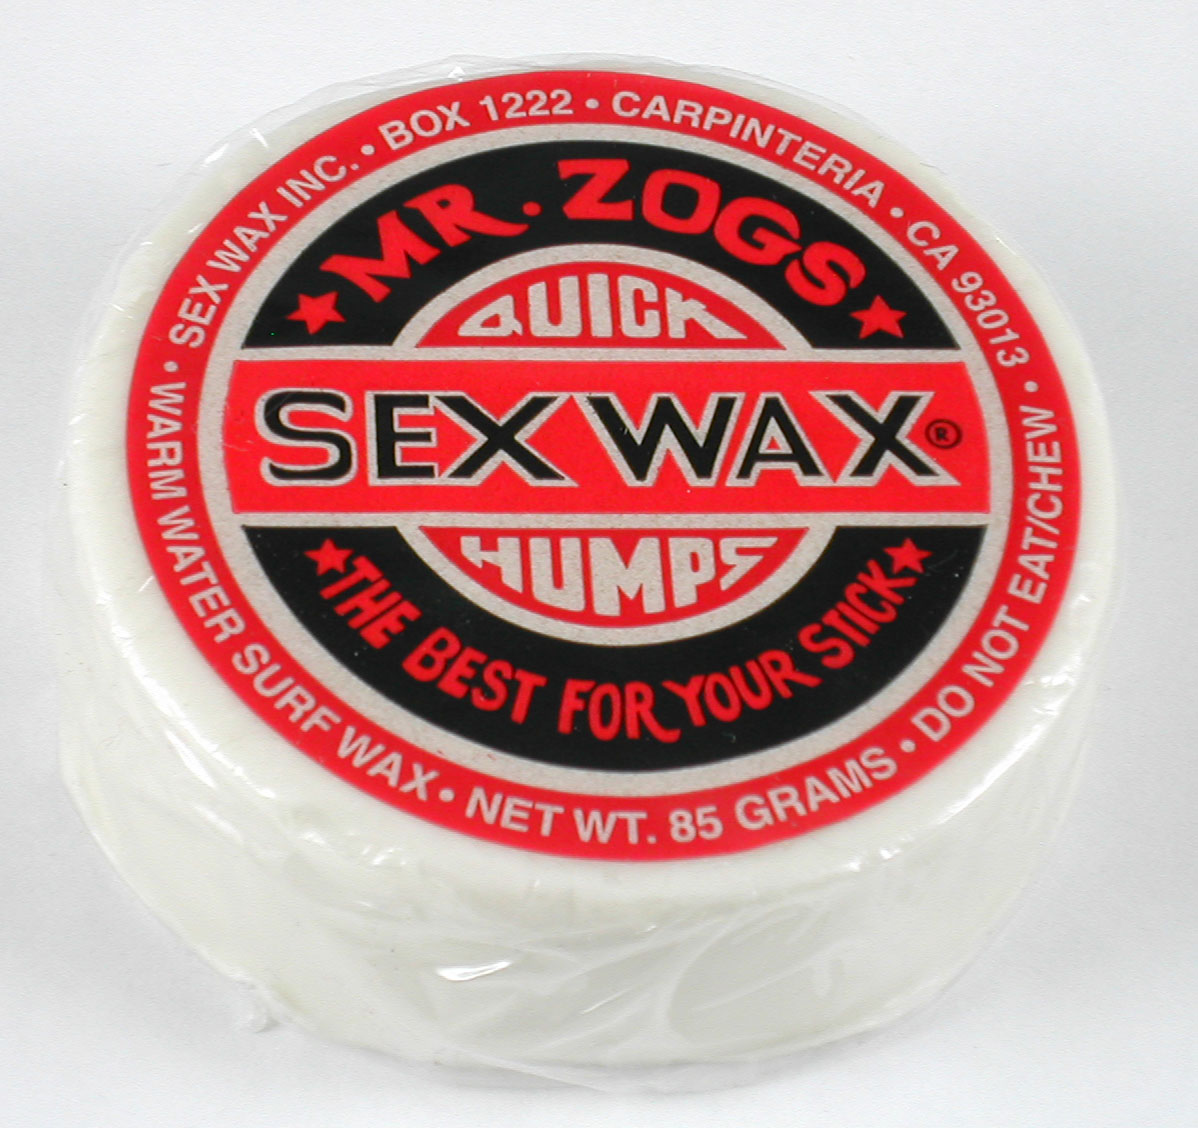 SEX WAX INC. • BOX 1222 • CARPINTERIA • CA 93013 •
MR. ZOGS
QUICK
SEX WAX®
HUMPS
THE BEST FOR YOUR STICK
• WARM WATER SURF WAX • NET WT. 85 GRAMS • DO NOT EAT/CHEW